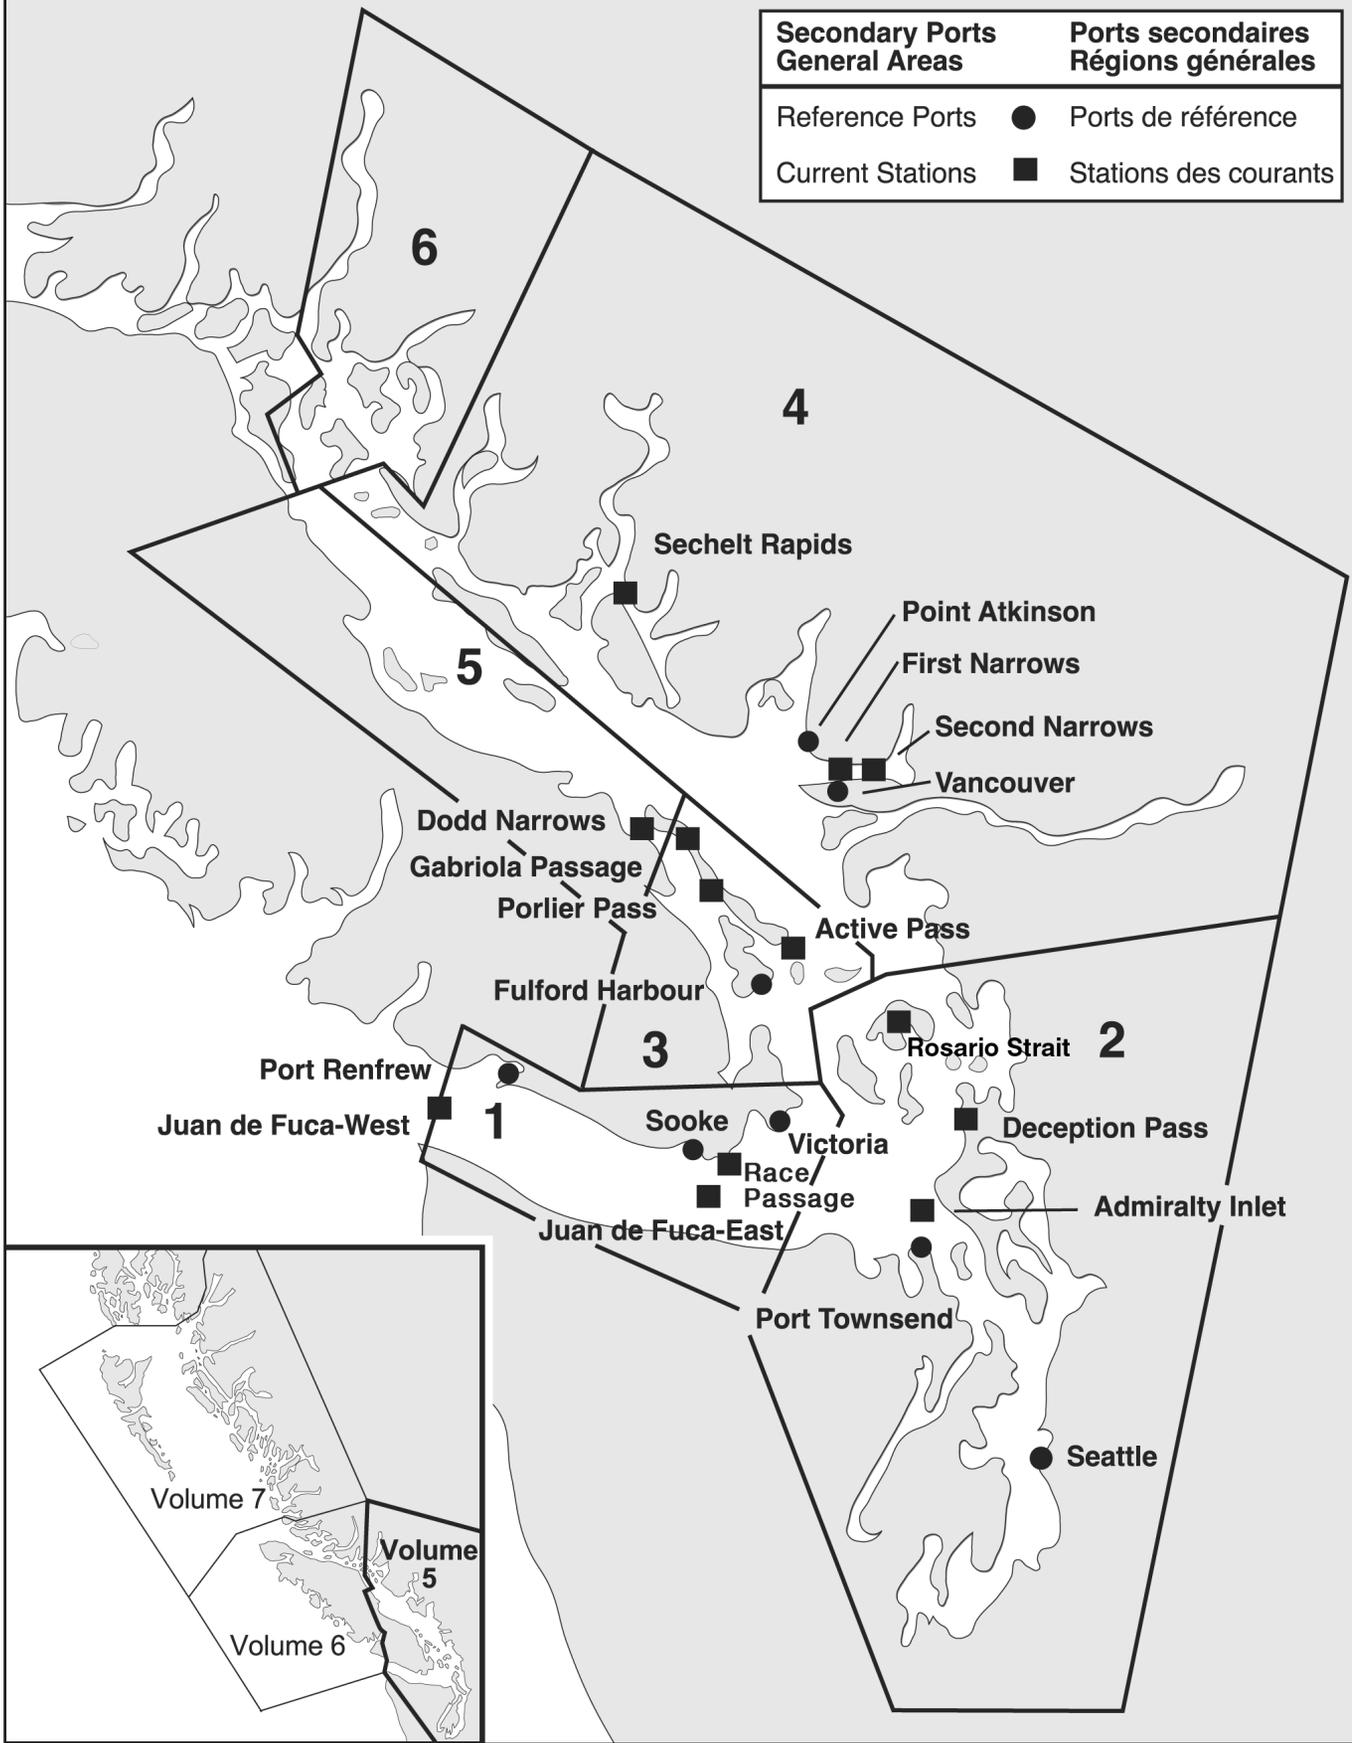 Secondary Ports Ports secondaires
General Areas Régions générales
Reference Ports Ports de référence
Current Stations Stations des courants
6
4
Sechelt Rapids
Point Atkinson
First Narrows
5
Second Narrows
Vancouver
Dodd Narrows
Gabriola Passage
Porlier Pass
Active Pass
Fulford Harbour
3
Rosario Strait
2
Port Renfrew
Juan de Fuca-West
1
Sooke
Victoria
Deception Pass
Race
Passage
Admiralty Inlet
Juan de Fuca-East
Port Townsend
Seattle
Volume 7
Volume
5
Volume 6